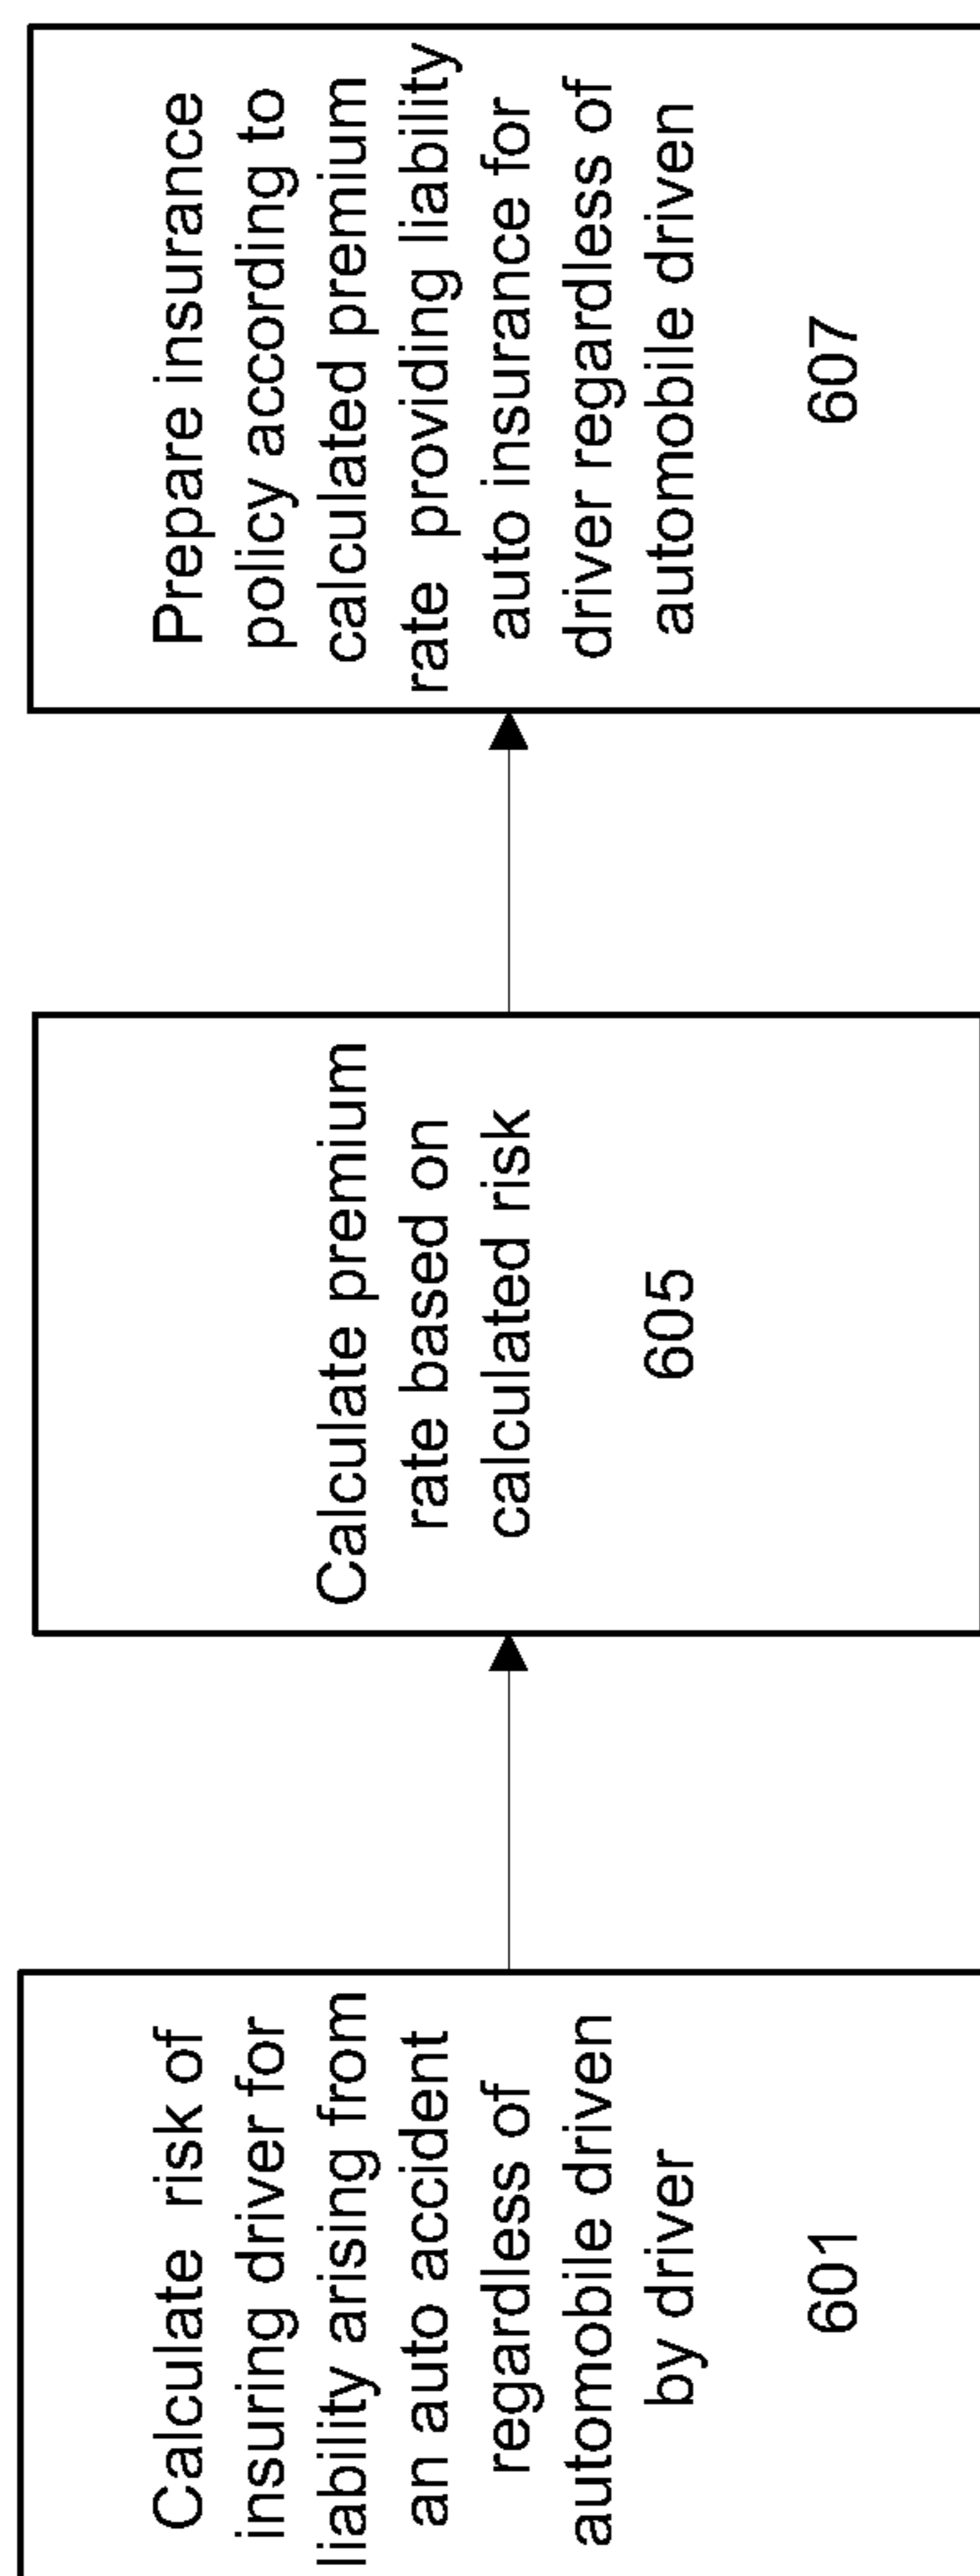 Calculate risk of
insuring driver for
liability arising from
an auto accident
regardless of
automobile driven
by driver
601
Calculate premium
rate based on
calculated risk
605
Prepare insurance
policy according to
calculated premium
rate providing liability
auto insurance for
driver regardless of
automobile driven
607